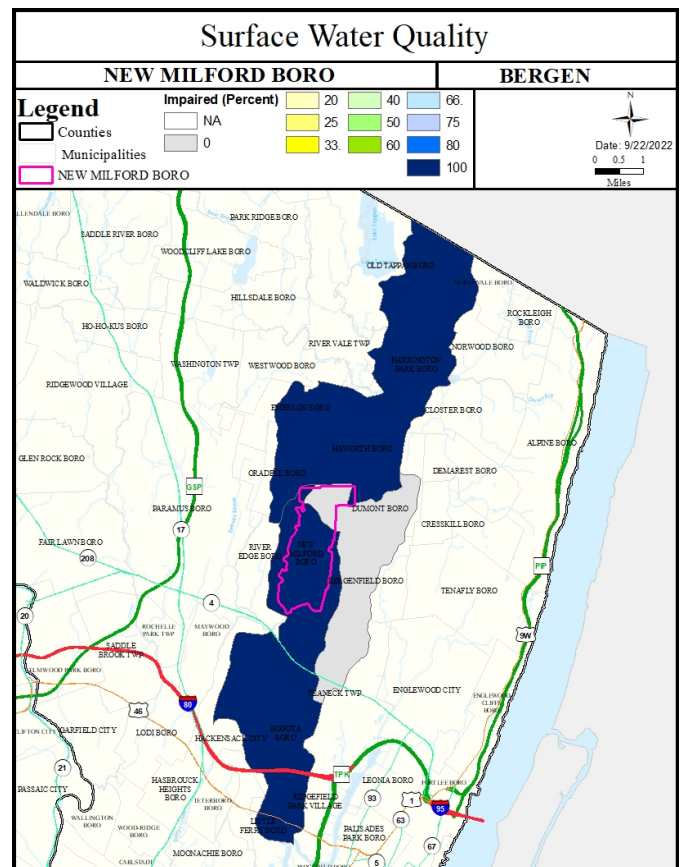 Surface Water Quality
NEW MILFORD BORO
BERGEN
Legend
Counties
Municipalities
NEW MILFORD BORO
Impaired (Percent)
NA
0
20
25
33.
40
50
60
66.
75
80
100
N
Date: 9/22/2022
0 0.5 1
Miles
LLENDALE BORO
PARK RIDGE BORO
SADDLE RIVER BORO
WOODCLIFF LAKE BORO
Lake Tappan
OLD TAPPAN BORO
WALDWICK BORO
NORTHVALE BORO
HILLSDALE BORO
ROCKLEIGH
BORO
HO-HO-KUS BORO
RIVER VALE TWP
NORWOOD BORO
WASHINGTON TWP
WESTWOOD BORO
HARRINGTON
PARK BORO
RIDGEWOOD VILLAGE
EMERSON BORO
CLOSTER BORO
ALPINE BORO
HAWORTH BORO
GLEN ROCK BORO
ORADELL BORO
DEMAREST BORO
GSP
PARAMUS BORO
DUMONT BORO
CRESSKILL BORO
17
FAIR LAWN BORO
208
RIVER
EDGE BORO
NEW
MILFORD
BORO
BERGENFIELD BORO
PIP
TENAFLY BORO
4
20
ROCHELLE
PARK TWP
MAYWOOD
BORO
9W
SADDLE
BROOK TWP
ELMWOOD PARK BORO
TEANECK TWP
ENGLEWOOD CITY
ENGLEWOOD
CLIFFS
BORO
80
46
CLIFTON CITY
GARFIELD CITY
LODI BORO
HACKENSACK CITY
BOGOTA
BORO
21
TPK
LEONIA BORO
FORT LEE BORO
PASSAIC CITY
HASBROUCK
HEIGHTS
BORO
TETERBORO
BORO
RIDGEFIELD
PARK VILLAGE
93
1
95
WALLINGTON
BORO
WOOD-RIDGE
BORO
LITTLE
FERRY BORO
PALISADES
PARK BORO
63
67
MOONACHIE BORO
CARLSTADT
5